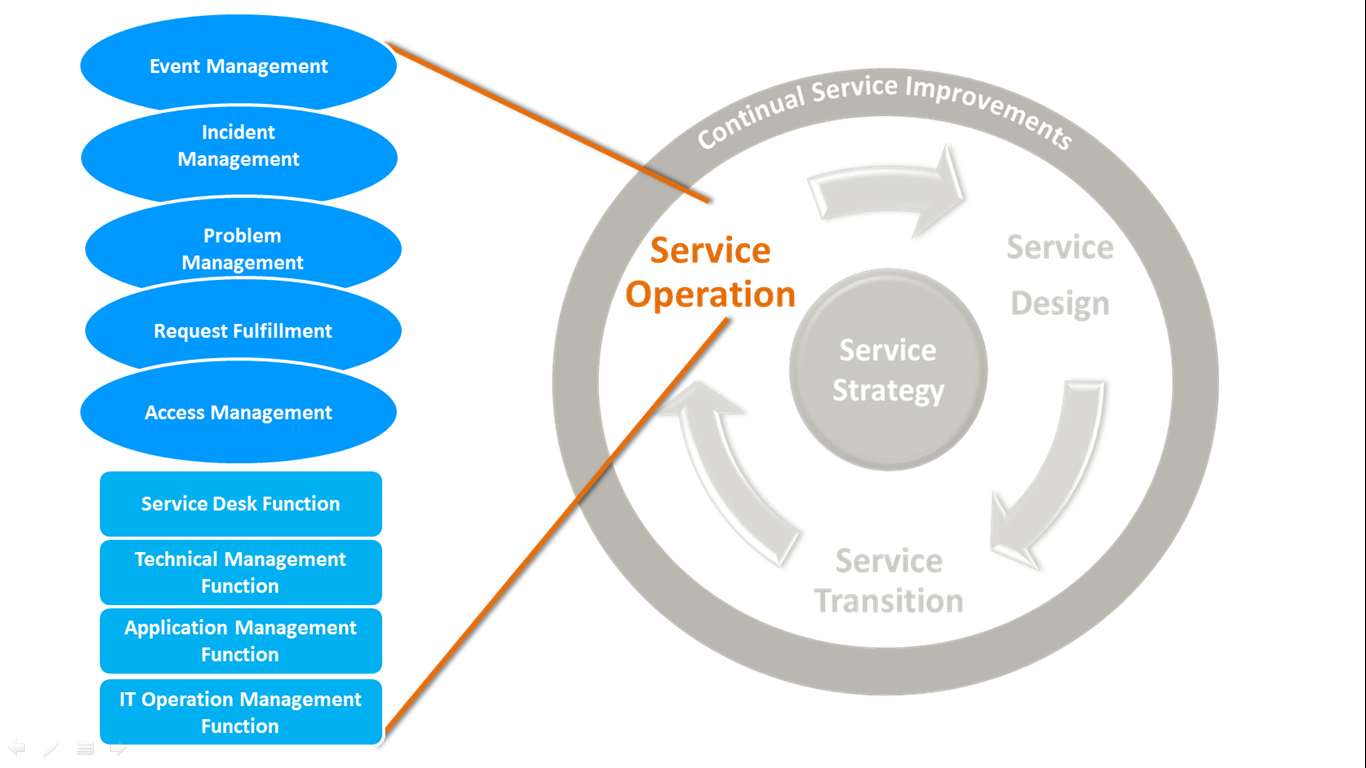 Event Management
Incident
Management
Problem
Management
Request Fulfillment
Access Management
Service Desk Function
Technical Management
Function
Application Management
Function
IT Operation Management
Function
Continual Service Improvements
Service
Operation
Service
Design
Service
Strategy
Service
Transition